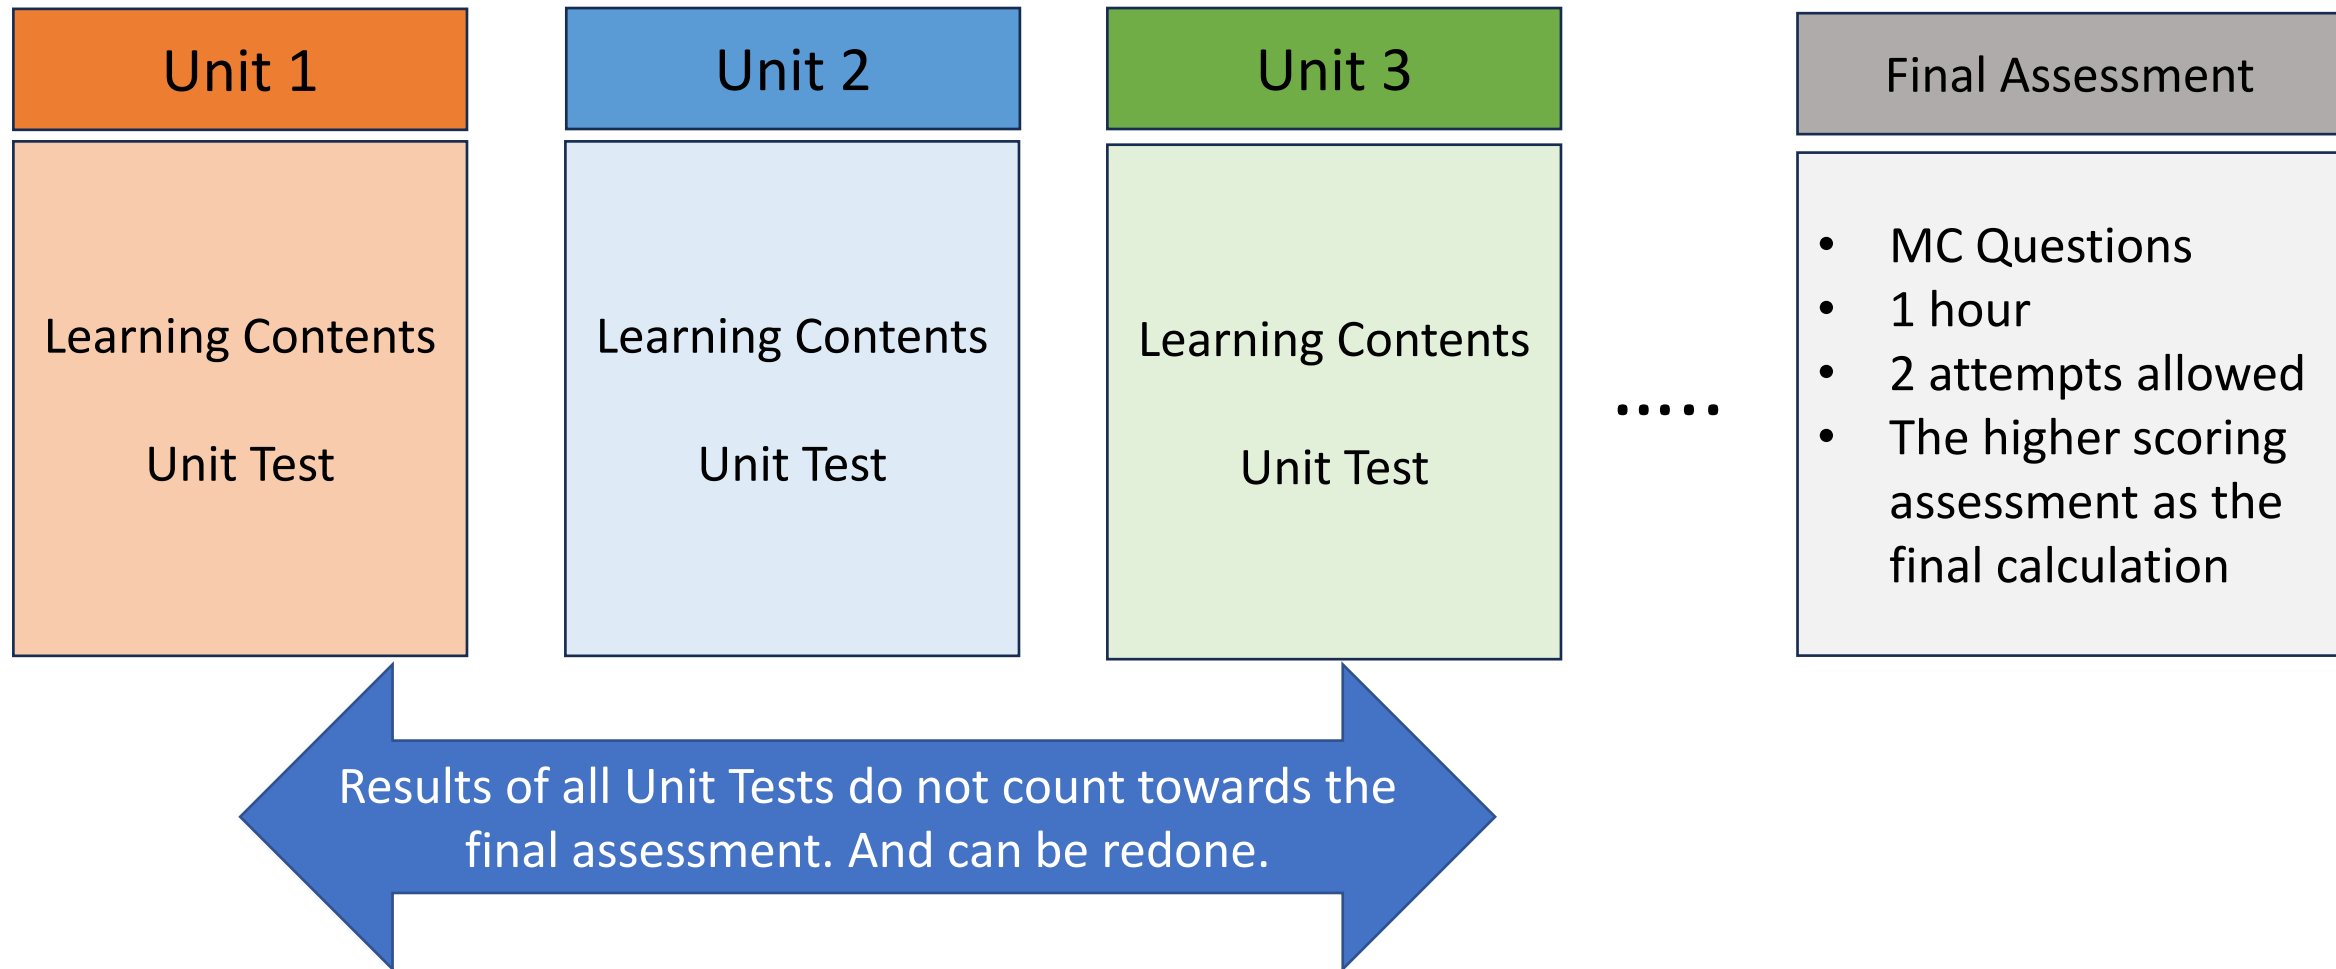 Unit 1
Learning Contents
Unit Test
Unit 2
Learning Contents
Unit Test
Unit 3
Learning Contents
Unit Test
.....
Final Assessment
• MC Questions
• 1 hour
• 2 attempts allowed
• The higher scoring
assessment as the
final calculation
Results of all Unit Tests do not count towards the
final assessment. And can be redone.